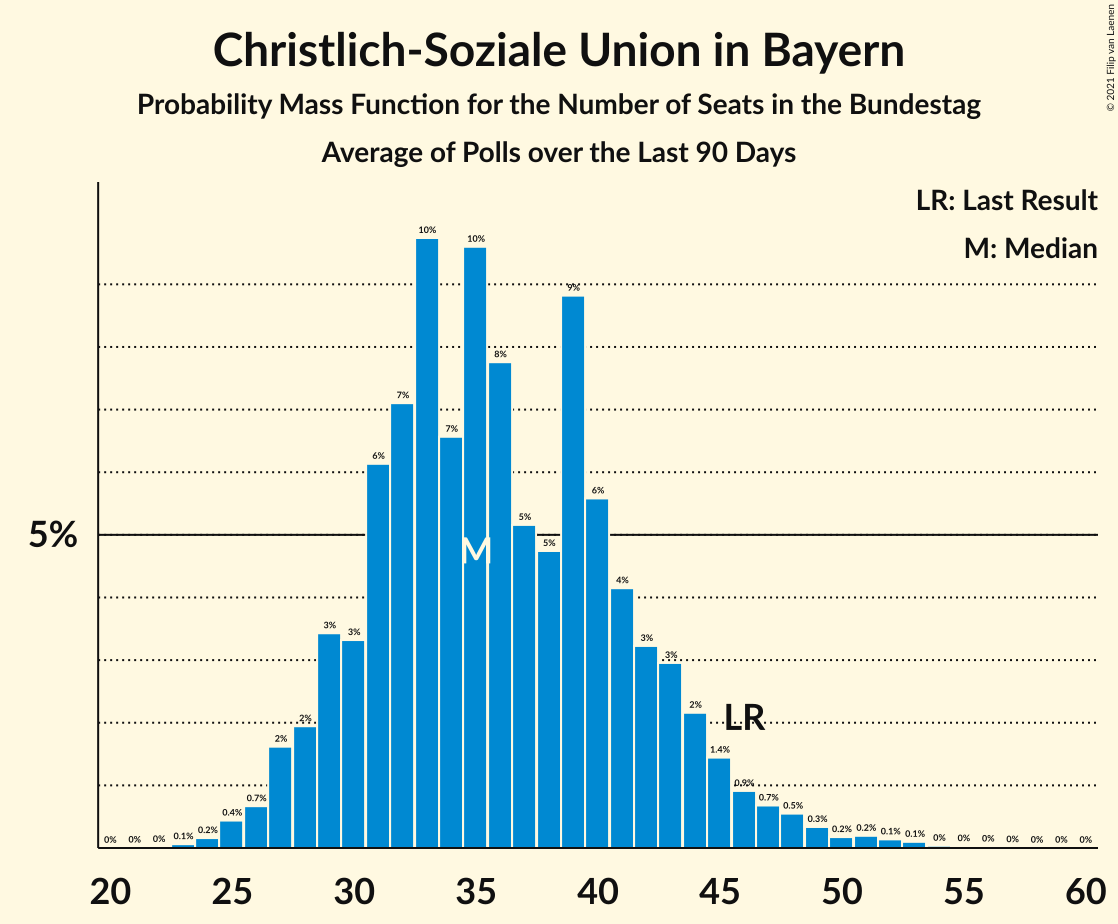 Christlich-Soziale Union in Bayern
Probability Mass Function for the Number of Seats in the Bundestag
Average of Polls over the Last 90 Days
© 2021 Filip van Laenen
LR: Last Result
M: Median
5%
0% 0% 0% 0.1% 0.2% 0.4% 0.7% 2% 2% 3% 3% 6% 7% 10% 7% 10% 8% 5% 5% 9% 6% 4% 3% 3% 2% 1.4% 0.9% 0.7% 0.5% 0.3% 0.2% 0.2% 0.1% 0.1% 0% 0% 0% 0% 0% 0% 0%
M
LR
20 25 30 35 40 45 50 55 60